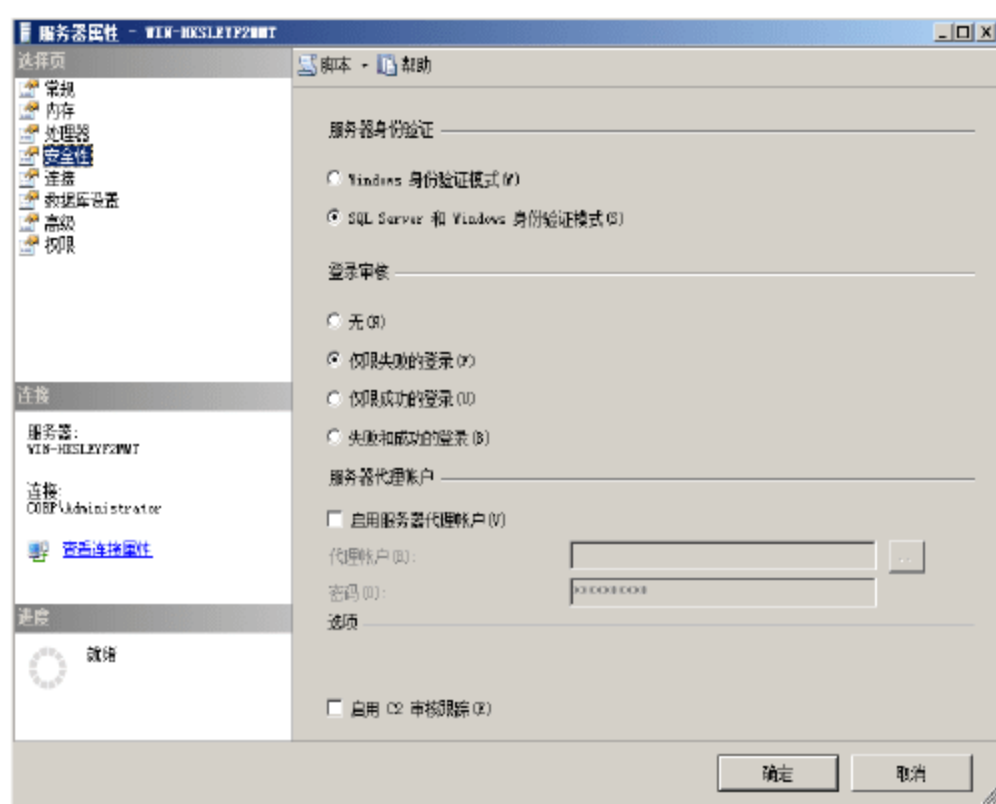 服务器属性 - WIN-HKSLEYF2MMT
选择页
脚本 帮助
常规
内存
处理器
安全性
连接
数据库设置
高级
权限
服务器身份验证
Windows 身份验证模式(W)
SQL Server 和 Windows 身份验证模式(S)
登录审核
无(N)
仅限失败的登录(F)
仅限成功的登录(U)
失败和成功的登录(B)
服务器代理帐户
启用服务器代理帐户(V)
代理帐户(R):
密码(D):
选项
启用 C2 审核跟踪(E)
连接
服务器:
WIN-HKSLEYF2MMT
连接:
CORP\Administrator
查看连接属性
进度
就绪
确定
取消